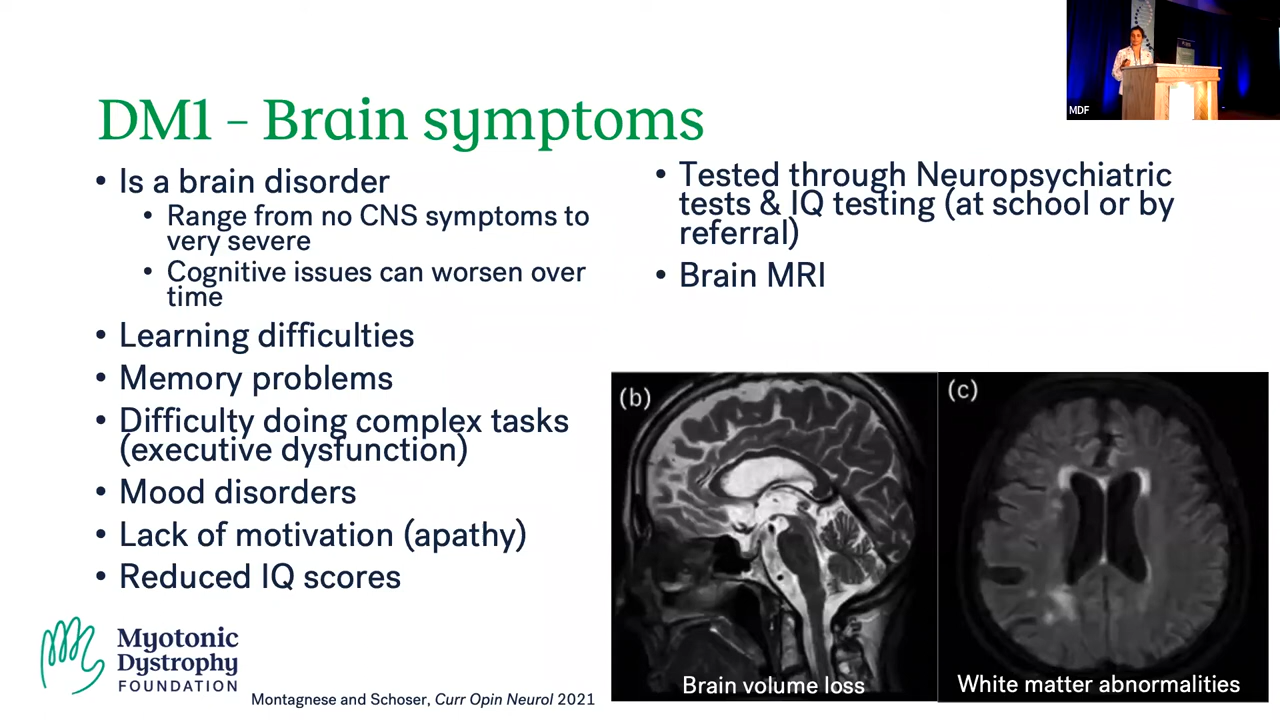 MDF
DM1 – Brain symptoms
• Is a brain disorder
• Range from no CNS symptoms to
very severe
• Cognitive issues can worsen over
time
• Learning difficulties
• Memory problems
• Difficulty doing complex tasks
(executive dysfunction)
• Mood disorders
• Lack of motivation (apathy)
• Reduced IQ scores
• Tested through Neuropsychiatric
tests & IQ testing (at school or by
referral)
• Brain MRI
(b)
Brain volume loss
(c)
White matter abnormalities
Myotonic
Dystrophy
FOUNDATION
Montagnese and Schoser, Curr Opin Neurol 2021